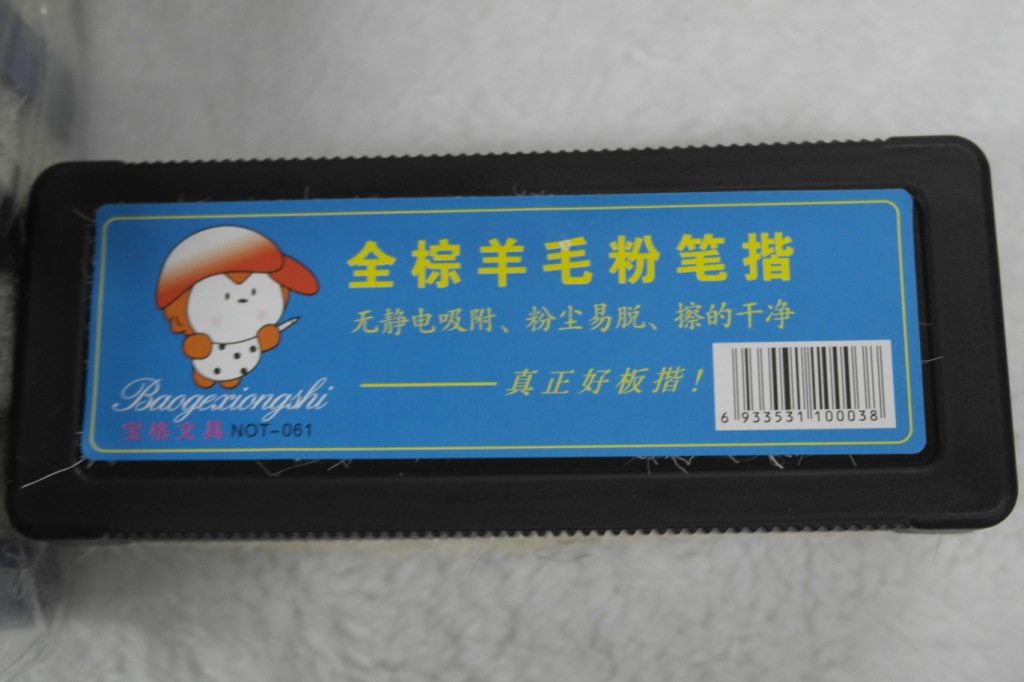 全棕羊毛粉笔揩
无静电吸附、粉尘易脱、擦的干净
真正好板揩!
Baogexiongshi
宝格文具 NOT-061
6 933531 100038